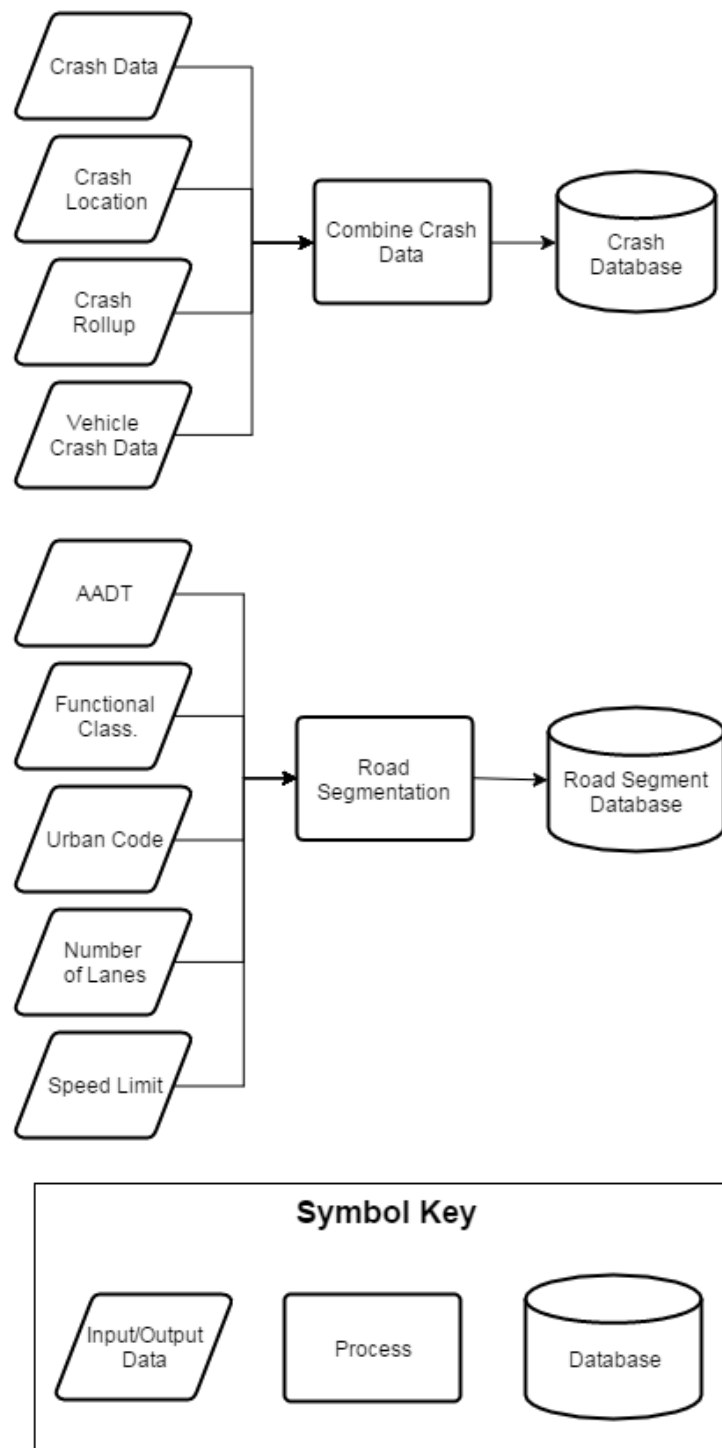 Crash Data
Crash
Location
Crash
Rollup
Vehicle
Crash Data
Combine Crash
Data
Crash
Database
AADT
Functional
Class.
Urban Code
Number
of Lanes
Speed Limit
Road
Segmentation
Road Segment
Database
Symbol Key
Input/Output
Data
Process
Database